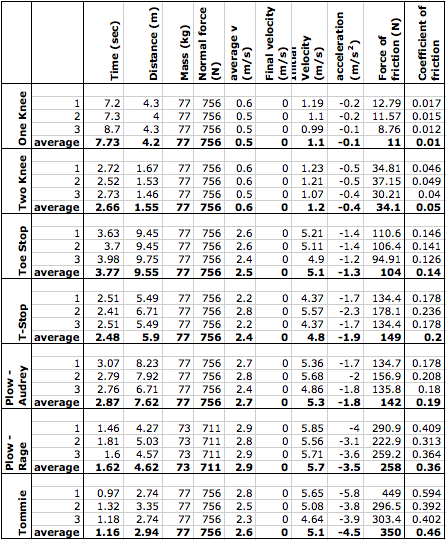 Time (sec) Distance (m) Mass (kg) Normal force (N) average v (m/s) Final velocity (m/s) Velocity (m/s) acceleration (m/s²) Force of friction (N) Coefficient of friction
One Knee
1 7.2 4.3 77 756 0.6 0 1.19 -0.2 12.79 0.017
2 7.3 4 77 756 0.5 0 1.1 -0.2 11.57 0.015
3 8.7 4.3 77 756 0.5 0 0.99 -0.1 8.76 0.012
average 7.73 4.2 77 756 0.5 0 1.1 -0.1 11 0.01
Two Knee
1 2.72 1.67 77 756 0.6 0 1.23 -0.5 34.81 0.046
2 2.52 1.53 77 756 0.6 0 1.21 -0.5 37.15 0.049
3 2.73 1.46 77 756 0.5 0 1.07 -0.4 30.21 0.04
average 2.66 1.55 77 756 0.6 0 1.2 -0.4 34.1 0.05
Toe Stop
1 3.63 9.45 77 756 2.6 0 5.21 -1.4 110.6 0.146
2 3.7 9.45 77 756 2.6 0 5.11 -1.4 106.4 0.141
3 3.98 9.75 77 756 2.4 0 4.9 -1.2 94.91 0.126
average 3.77 9.55 77 756 2.5 0 5.1 -1.3 104 0.14
T-Stop
1 2.51 5.49 77 756 2.2 0 4.37 -1.7 134.4 0.178
2 2.41 6.71 77 756 2.8 0 5.57 -2.3 178.1 0.236
3 2.51 5.49 77 756 2.2 0 4.37 -1.7 134.4 0.178
average 2.48 5.9 77 756 2.4 0 4.8 -1.9 149 0.2
Plow - Audrey
1 3.07 8.23 77 756 2.7 0 5.36 -1.7 134.7 0.178
2 2.79 7.92 77 756 2.8 0 5.68 -2 156.9 0.208
3 2.76 6.71 77 756 2.4 0 4.86 -1.8 135.8 0.18
average 2.87 7.62 77 756 2.7 0 5.3 -1.8 142 0.19
Plow - Rage
1 1.46 4.27 73 711 2.9 0 5.85 -4 290.9 0.409
2 1.81 5.03 73 711 2.8 0 5.56 -3.1 222.9 0.313
3 1.6 4.57 73 711 2.9 0 5.71 -3.6 259.2 0.364
average 1.62 4.62 73 711 2.9 0 5.7 -3.5 258 0.36
Tommie
1 0.97 2.74 77 756 2.8 0 5.65 -5.8 449 0.594
2 1.32 3.35 77 756 2.5 0 5.08 -3.8 296.5 0.392
3 1.18 2.74 77 756 2.3 0 4.64 -3.9 303.4 0.402
average 1.16 2.94 77 756 2.6 0 5.1 -4.5 350 0.46